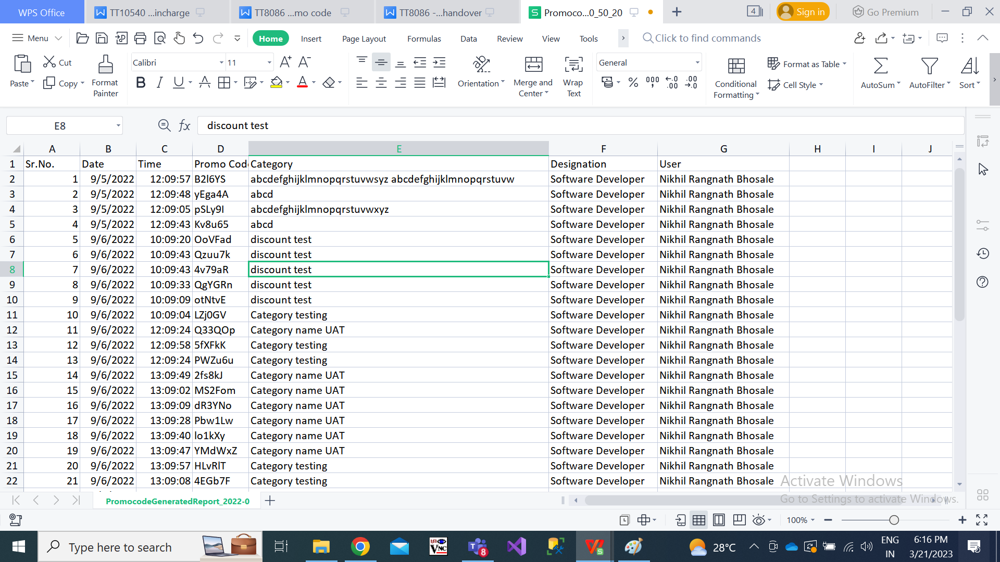 WPS Office
TT10540 ...incharge
TT8086 ...mo code
TT8086 -...handover
Promoco...0_50_20
4
Sign in
Go Premium
Menu
Home
Insert
Page Layout
Formulas
Data
Review
View
Tools
Click to find commands
Paste
Cut
Copy
Format Painter
Calibri
11
Orientation
Merge and Center
Wrap Text
General
Conditional Formatting
Format as Table
Cell Style
AutoSum
AutoFilter
Sort
E8
discount test
A B C D E F G H I J
1 Sr.No. Date Time Promo Cod Category Designation User
2 1 9/5/2022 12:09:57 B2l6YS abcdefghijklmnopqrstuvwsyz abcdefghijklmnopqrstuvw Software Developer Nikhil Rangnath Bhosale
3 2 9/5/2022 12:09:48 yEga4A abcd Software Developer Nikhil Rangnath Bhosale
4 3 9/5/2022 12:09:05 pSLy9I abcdefghijklmnopqrstuvwxyz Software Developer Nikhil Rangnath Bhosale
5 4 9/5/2022 12:09:43 Kv8u65 abcd Software Developer Nikhil Rangnath Bhosale
6 5 9/6/2022 10:09:20 OoVFad discount test Software Developer Nikhil Rangnath Bhosale
7 6 9/6/2022 10:09:43 Qzuu7k discount test Software Developer Nikhil Rangnath Bhosale
8 7 9/6/2022 10:09:43 4v79aR discount test Software Developer Nikhil Rangnath Bhosale
9 8 9/6/2022 10:09:33 QgYGRn discount test Software Developer Nikhil Rangnath Bhosale
10 9 9/6/2022 10:09:09 otNtvE discount test Software Developer Nikhil Rangnath Bhosale
11 10 9/6/2022 10:09:04 LZj0GV Category testing Software Developer Nikhil Rangnath Bhosale
12 11 9/6/2022 12:09:24 Q33QOp Category name UAT Software Developer Nikhil Rangnath Bhosale
13 12 9/6/2022 12:09:58 5fXFkK Category testing Software Developer Nikhil Rangnath Bhosale
14 13 9/6/2022 12:09:24 PWZu6u Category testing Software Developer Nikhil Rangnath Bhosale
15 14 9/6/2022 13:09:49 2fs8kJ Category name UAT Software Developer Nikhil Rangnath Bhosale
16 15 9/6/2022 13:09:02 MS2Fom Category name UAT Software Developer Nikhil Rangnath Bhosale
17 16 9/6/2022 13:09:09 dR3YNo Category name UAT Software Developer Nikhil Rangnath Bhosale
18 17 9/6/2022 13:09:28 Pbw1Lw Category name UAT Software Developer Nikhil Rangnath Bhosale
19 18 9/6/2022 13:09:40 lo1kXy Category name UAT Software Developer Nikhil Rangnath Bhosale
20 19 9/6/2022 13:09:47 YMdWxZ Category name UAT Software Developer Nikhil Rangnath Bhosale
21 20 9/6/2022 13:09:57 HLvRlT Category testing Software Developer Nikhil Rangnath Bhosale
22 21 9/6/2022 13:09:08 4EGb7F Category testing Software Developer Nikhil Rangnath Bhosale
Activate Windows
Go to Settings to activate Windows.
PromocodeGeneratedReport_2022-0
100%
Type here to search
8
28°C
ENG
IN
6:16 PM
3/21/2023